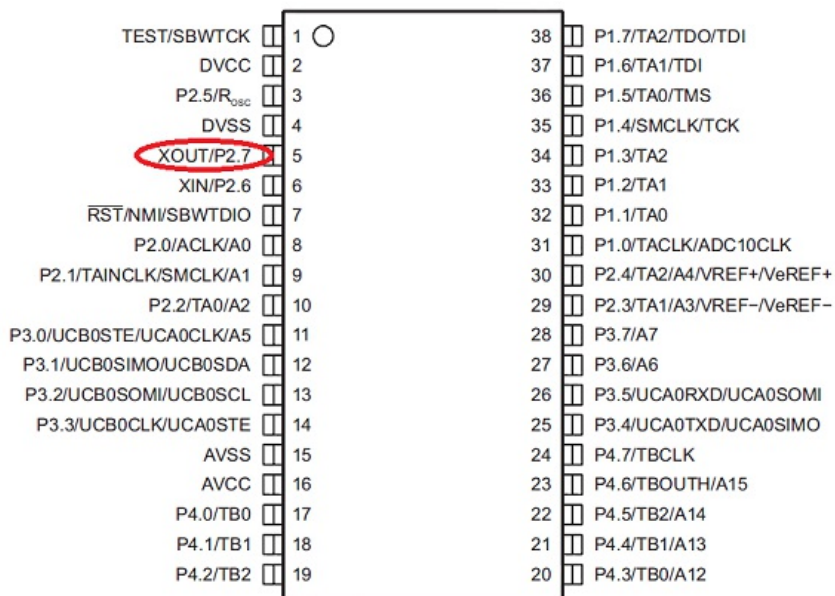 TEST/SBWTCK 1 38 P1.7/TA2/TDO/TDI
DVCC 2 37 P1.6/TA1/TDI
P2.5/Rosc 3 36 P1.5/TA0/TMS
DVSS 4 35 P1.4/SMCLK/TCK
XOUT/P2.7 5 34 P1.3/TA2
XIN/P2.6 6 33 P1.2/TA1
RST/NMI/SBWTDIO 7 32 P1.1/TA0
P2.0/ACLK/A0 8 31 P1.0/TACLK/ADC10CLK
P2.1/TAINCLK/SMCLK/A1 9 30 P2.4/TA2/A4/VREF+/VeREF+
P2.2/TA0/A2 10 29 P2.3/TA1/A3/VREF−/VeREF−
P3.0/UCB0STE/UCA0CLK/A5 11 28 P3.7/A7
P3.1/UCB0SIMO/UCB0SDA 12 27 P3.6/A6
P3.2/UCB0SOMI/UCB0SCL 13 26 P3.5/UCA0RXD/UCA0SOMI
P3.3/UCB0CLK/UCA0STE 14 25 P3.4/UCA0TXD/UCA0SIMO
AVSS 15 24 P4.7/TBCLK
AVCC 16 23 P4.6/TBOUTH/A15
P4.0/TB0 17 22 P4.5/TB2/A14
P4.1/TB1 18 21 P4.4/TB1/A13
P4.2/TB2 19 20 P4.3/TB0/A12